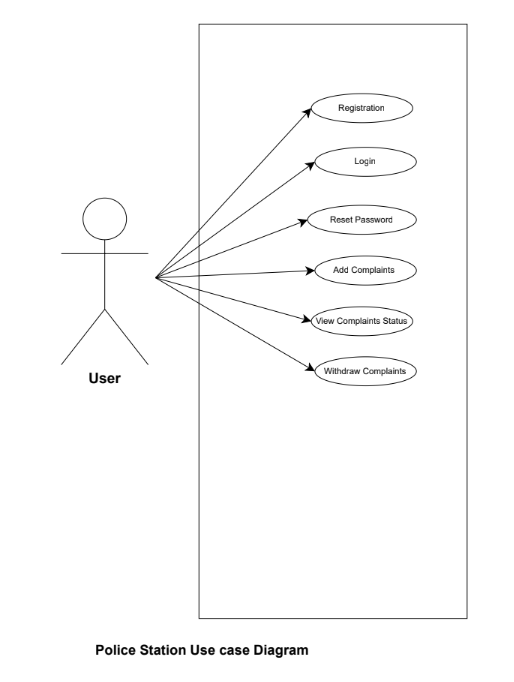 Registration
Login
Reset Password
Add Complaints
View Complaints Status
Withdraw Complaints
User
Police Station Use case Diagram